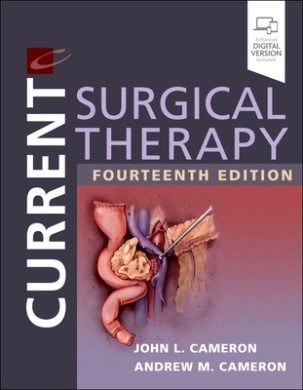 Enhanced
DIGITAL
VERSION
Included
CURRENT
SURGICAL
THERAPY
FOURTEENTH EDITION
JOHN L. CAMERON
ANDREW M. CAMERON